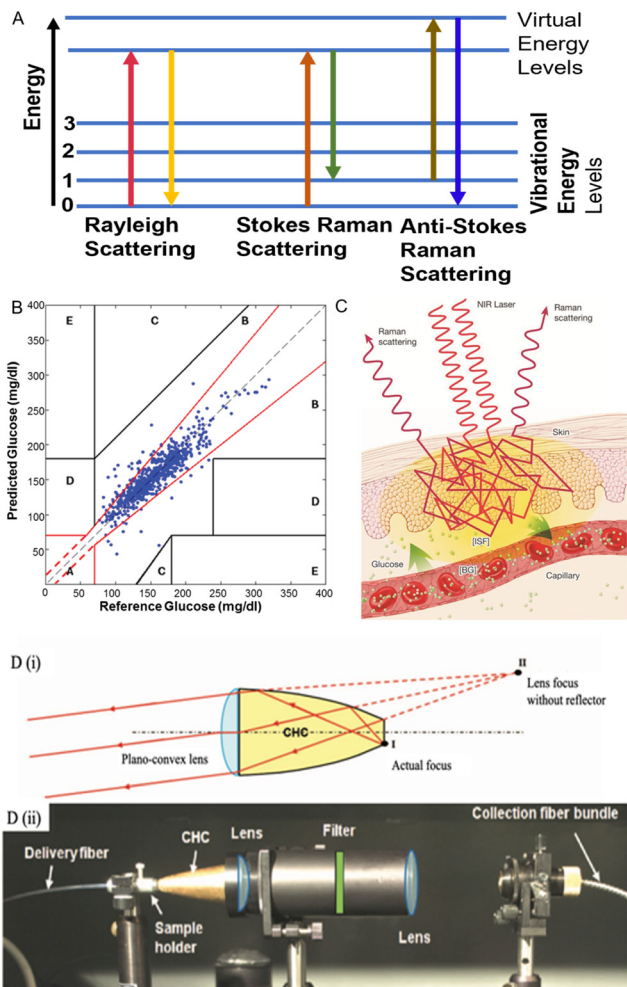 A
Virtual
Energy
Levels
Energy
3
2
1
0
Vibrational
Energy
Levels
Rayleigh
Scattering
Stokes Raman
Scattering
Anti-Stokes
Raman
Scattering
B
Predicted Glucose (mg/dl)
400
350
300
250
200
150
100
50
E
C
B
B
D
D
A
C
E
0
50
100
150
200
250
300
350
400
Reference Glucose (mg/dl)
C
NIR Laser
Raman
scattering
Raman
scattering
Skin
[ISF]
Glucose
[BG]
Capillary
D (i)
II
Lens focus
without reflector
CHC
Plano-convex lens
I
Actual focus
D (ii)
Delivery fiber
CHC
Lens
Filter
Collection fiber bundle
Sample
holder
Lens